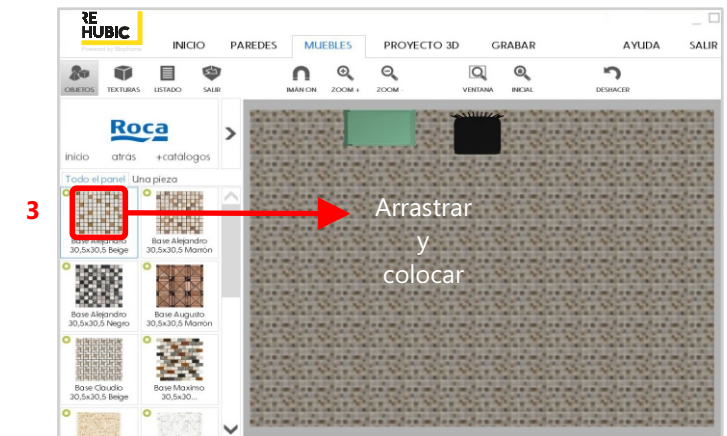 RE
HUBIC
INICIO PAREDES MUEBLES PROYECTO 3D GRABAR AYUDA SALIR
OBJETOS TEXTURAS LISTADO SALIR IMÁN ON ZOOM + ZOOM - VENTANA INICIAL DESHACER
Roca
inicio atrás +catálogos
Todo el panel Una pieza
3
Base Alejandro
30,5x30,5 Beige
Base Alejandro
30,5x30,5 Marrón
Base Alejandro
30,5x30,5 Negro
Base Augusto
30,5x30,5 Marrón
Base Claudio
30,5x30,5 Beige
Base Maximo
30,5x30...
Arrastrar
y
colocar